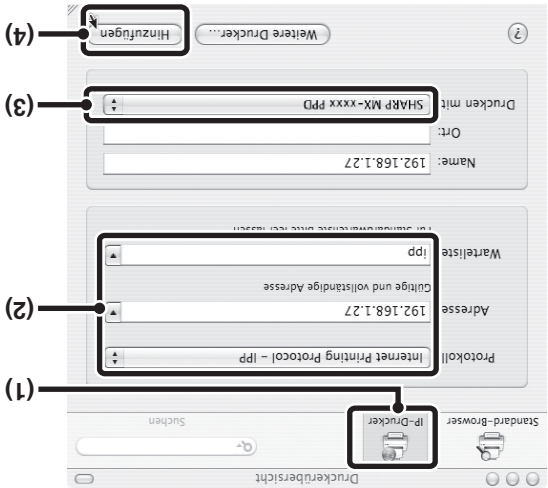 Druckerübersicht
Standard-Browser
IP-Drucker
Suchen
(1)
Protokoll
Internet Printing Protocol – IPP
Adresse
192.168.1.27
Gültige und vollständige Adresse
(2)
Warteliste
ipp
Für Standardwarteliste bitte leer lassen
Name:
192.168.1.27
Ort:
Drucken mit
SHARP MX-xxxx PPD
(3)
?
Weitere Drucker...
Hinzufügen
(4)